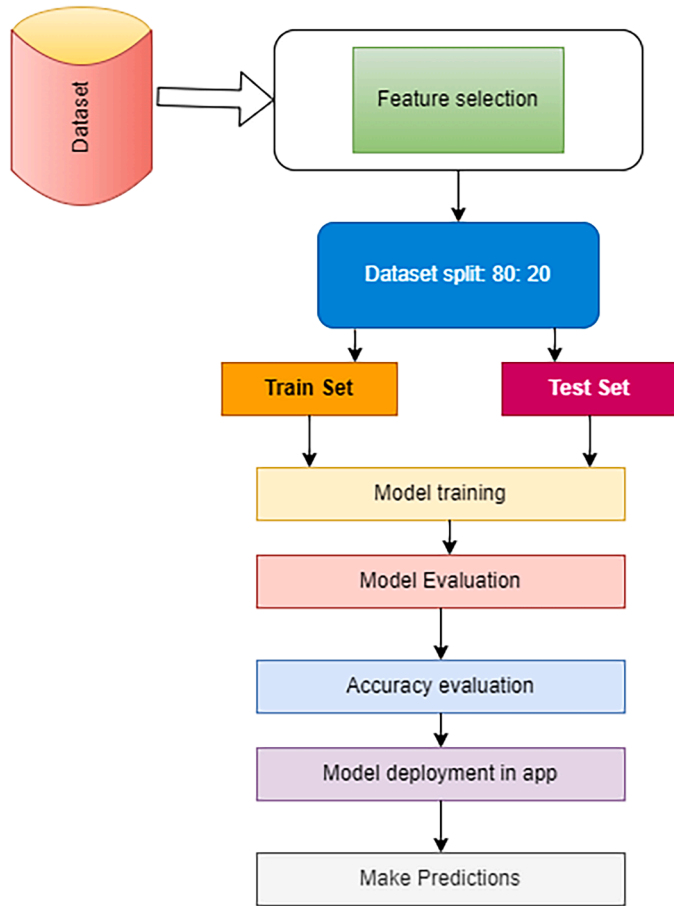 Dataset
Feature selection
Dataset split: 80: 20
Train Set
Test Set
Model training
Model Evaluation
Accuracy evaluation
Model deployment in app
Make Predictions